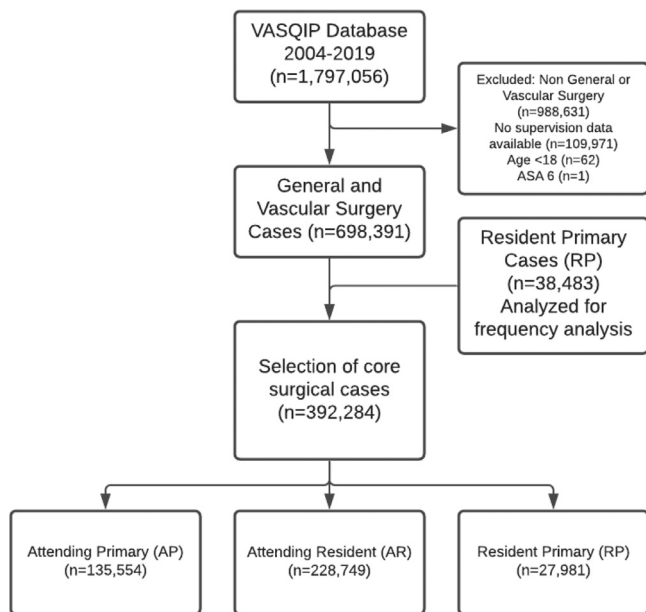 VASQIP Database
2004-2019
(n=1,797,056)
Excluded: Non General or
Vascular Surgery
(n=988,631)
No supervision data
available (n=109,971)
Age <18 (n=62)
ASA 6 (n=1)
General and
Vascular Surgery
Cases (n=698,391)
Resident Primary
Cases (RP)
(n=38,483)
Analyzed for
frequency analysis
Selection of core
surgical cases
(n=392,284)
Attending Primary (AP)
(n=135,554)
Attending Resident (AR)
(n=228,749)
Resident Primary (RP)
(n=27,981)